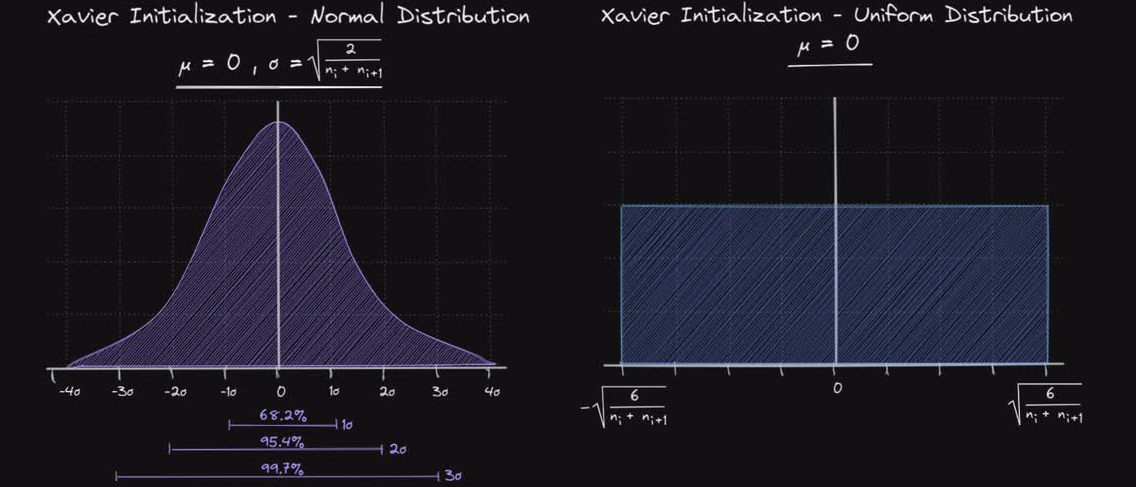 Xavier Initialization - Normal Distribution
μ = 0 , σ = √(2 / (nᵢ + nᵢ₊₁))
-4σ -3σ -2σ -1σ 0 1σ 2σ 3σ 4σ
68.2% 1σ
95.4% 2σ
99.7% 3σ
Xavier Initialization - Uniform Distribution
μ = 0
-√(6 / (nᵢ + nᵢ₊₁)) 0 √(6 / (nᵢ + nᵢ₊₁))